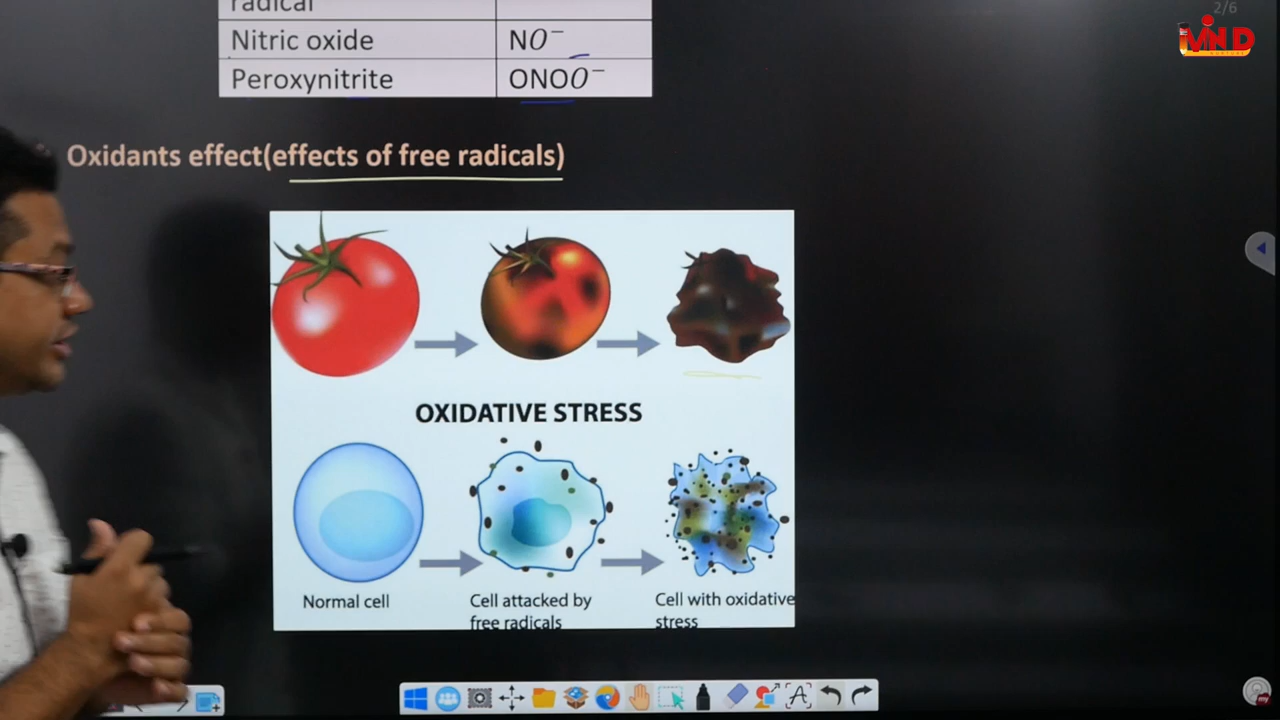 2/6
radical
Nitric oxide NO⁻
Peroxynitrite ONOO⁻
Oxidants effect(effects of free radicals)
OXIDATIVE STRESS
Normal cell
Cell attacked by
free radicals
Cell with oxidative
stress
MIND